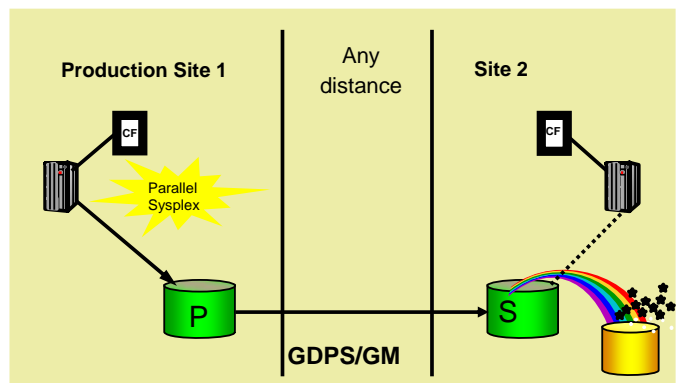 Production Site 1
Any
distance
Site 2
CF
CF
Parallel
Sysplex
P
S
GDPS/GM